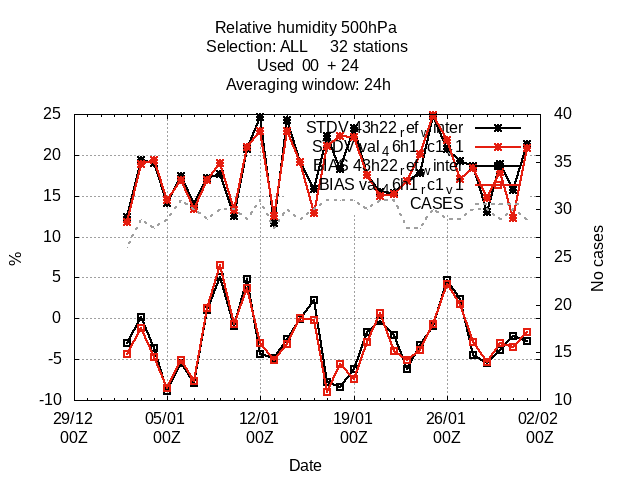 Relative humidity 500hPa
Selection: ALL 32 stations
Used 00 + 24
Averaging window: 24h
STDV 43h22_ref_winter
STDV val_46h1_rc1_v1
BIAS 43h22_ref_winter
BIAS val_46h1_rc1_v1
CASES
25
20
15
10
5
0
-5
-10
40
35
30
25
20
15
10
%
No cases
29/12 05/01 12/01 19/01 26/01 02/02
00Z 00Z 00Z 00Z 00Z 00Z
Date